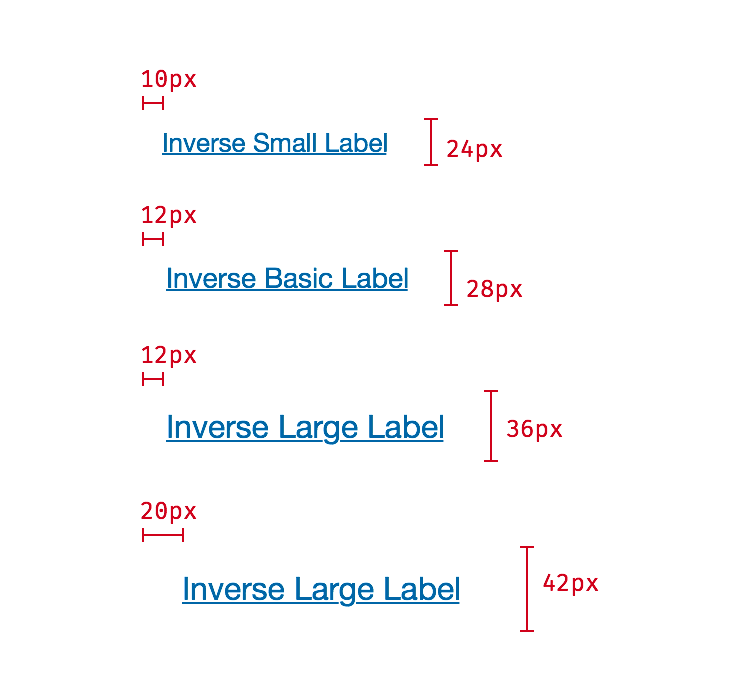 10px
Inverse Small Label
24px
12px
Inverse Basic Label
28px
12px
Inverse Large Label
36px
20px
Inverse Large Label
42px